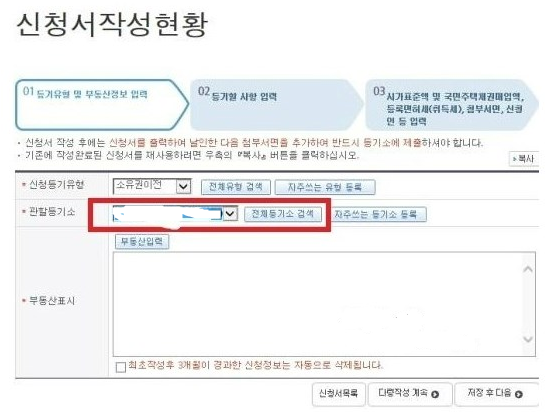 신청서작성현황
01 등기유형 및 부동산정보 입력
02 등기할 사항 입력
03 시가표준액 및 국민주택채권매입액,
등록면허세(취득세), 첨부서면, 신청
인 등 입력
• 신청서 작성 후에는 신청서를 출력하여 날인한 다음 첨부서면을 추가하여 반드시 등기소에 제출하셔야 합니다.
• 기존에 작성완료된 신청서를 재사용하려면 우측의 『복사』 버튼을 클릭하십시오.
복사
* 신청등기유형 소유권이전 전체유형 검색 자주쓰는 유형 등록
* 관할등기소 전체등기소 검색 자주쓰는 등기소 등록
부동산입력
* 부동산표시
최초작성후 3개월이 경과한 신청정보는 자동으로 삭제됩니다.
신청서목록 다량작성 계속 저장 후 다음